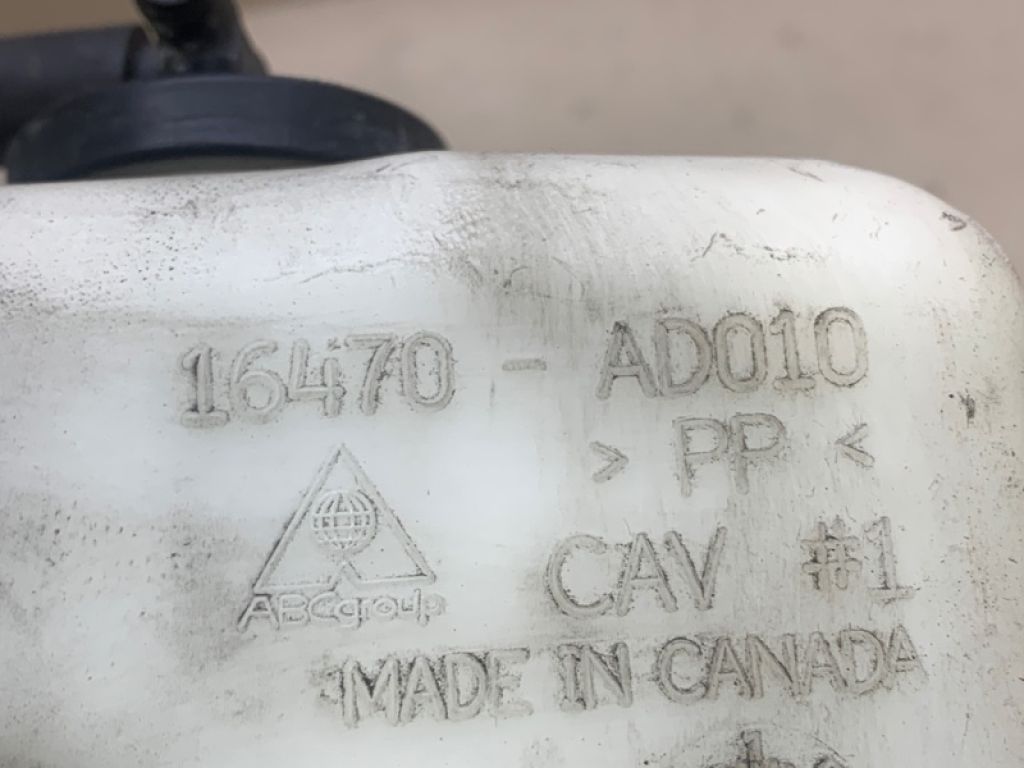 16470 - AD010
> PP <
ABCgroup
CAV #1
MADE IN CANADA